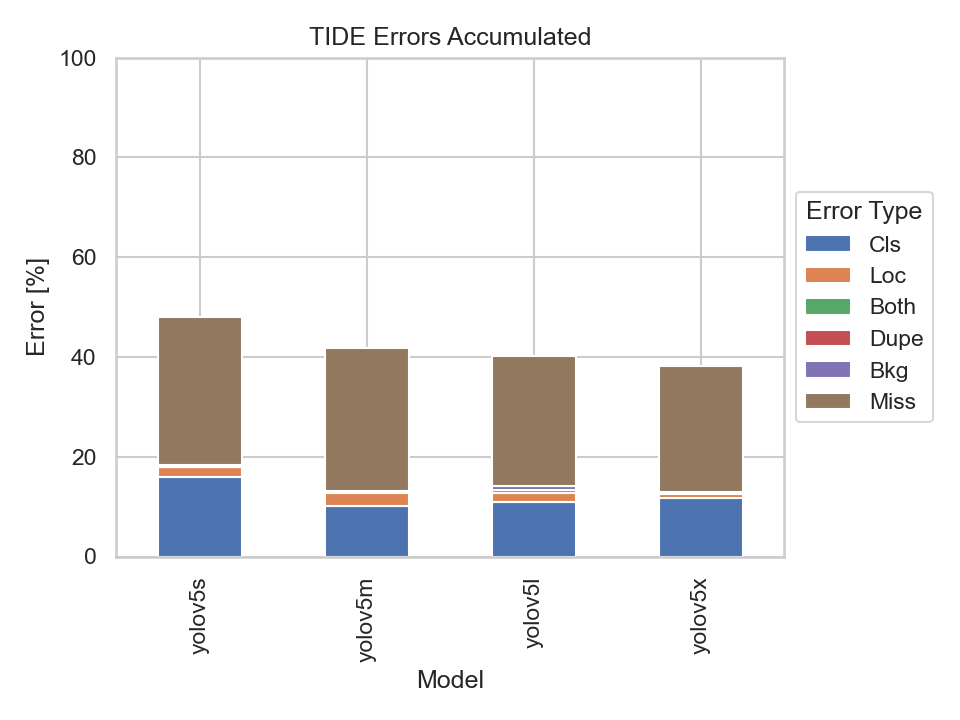 TIDE Errors Accumulated
100
80
60
40
20
0
Error [%]
yolov5s
yolov5m
yolov5l
yolov5x
Model
Error Type
Cls
Loc
Both
Dupe
Bkg
Miss